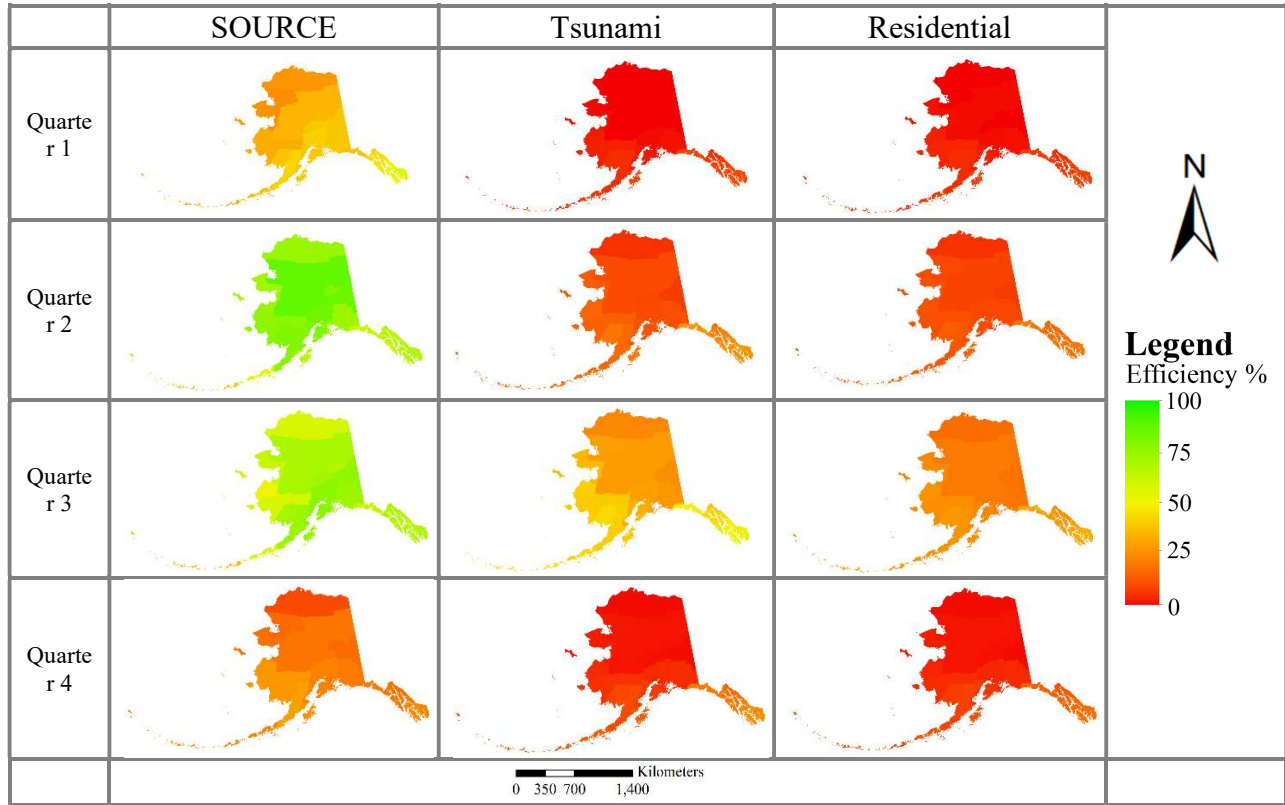 SOURCE Tsunami Residential
Quarte
r 1
Quarte
r 2
Quarte
r 3
Quarte
r 4
N
Legend
Efficiency %
100
75
50
25
0
Kilometers
0 350 700 1,400